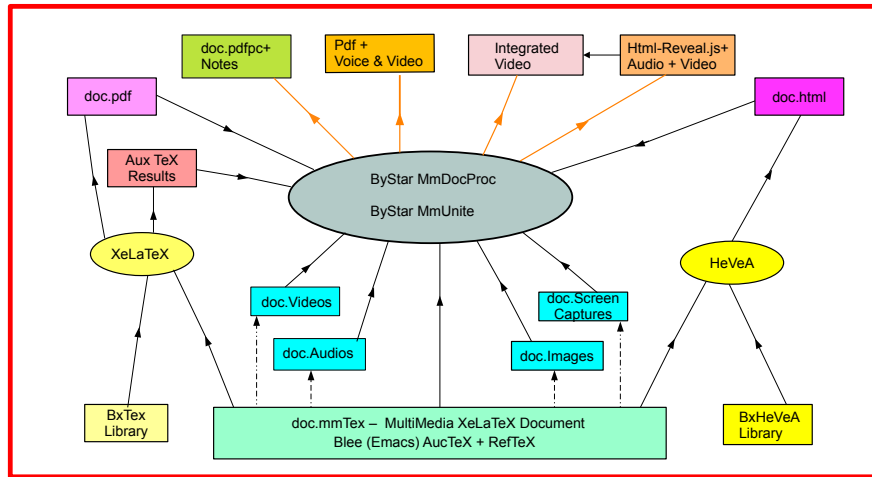 doc.pdfpc+
Notes
Pdf +
Voice & Video
Integrated
Video
Html-Reveal.js+
Audio + Video
doc.pdf
doc.html
Aux TeX
Results
ByStar MmDocProc
ByStar MmUnite
XeLaTeX
HeVeA
doc.Videos
doc.Screen
Captures
doc.Audios
doc.Images
BxTex
Library
doc.mmTex – MultiMedia XeLaTeX Document
Blee (Emacs) AucTeX + RefTeX
BxHeVeA
Library